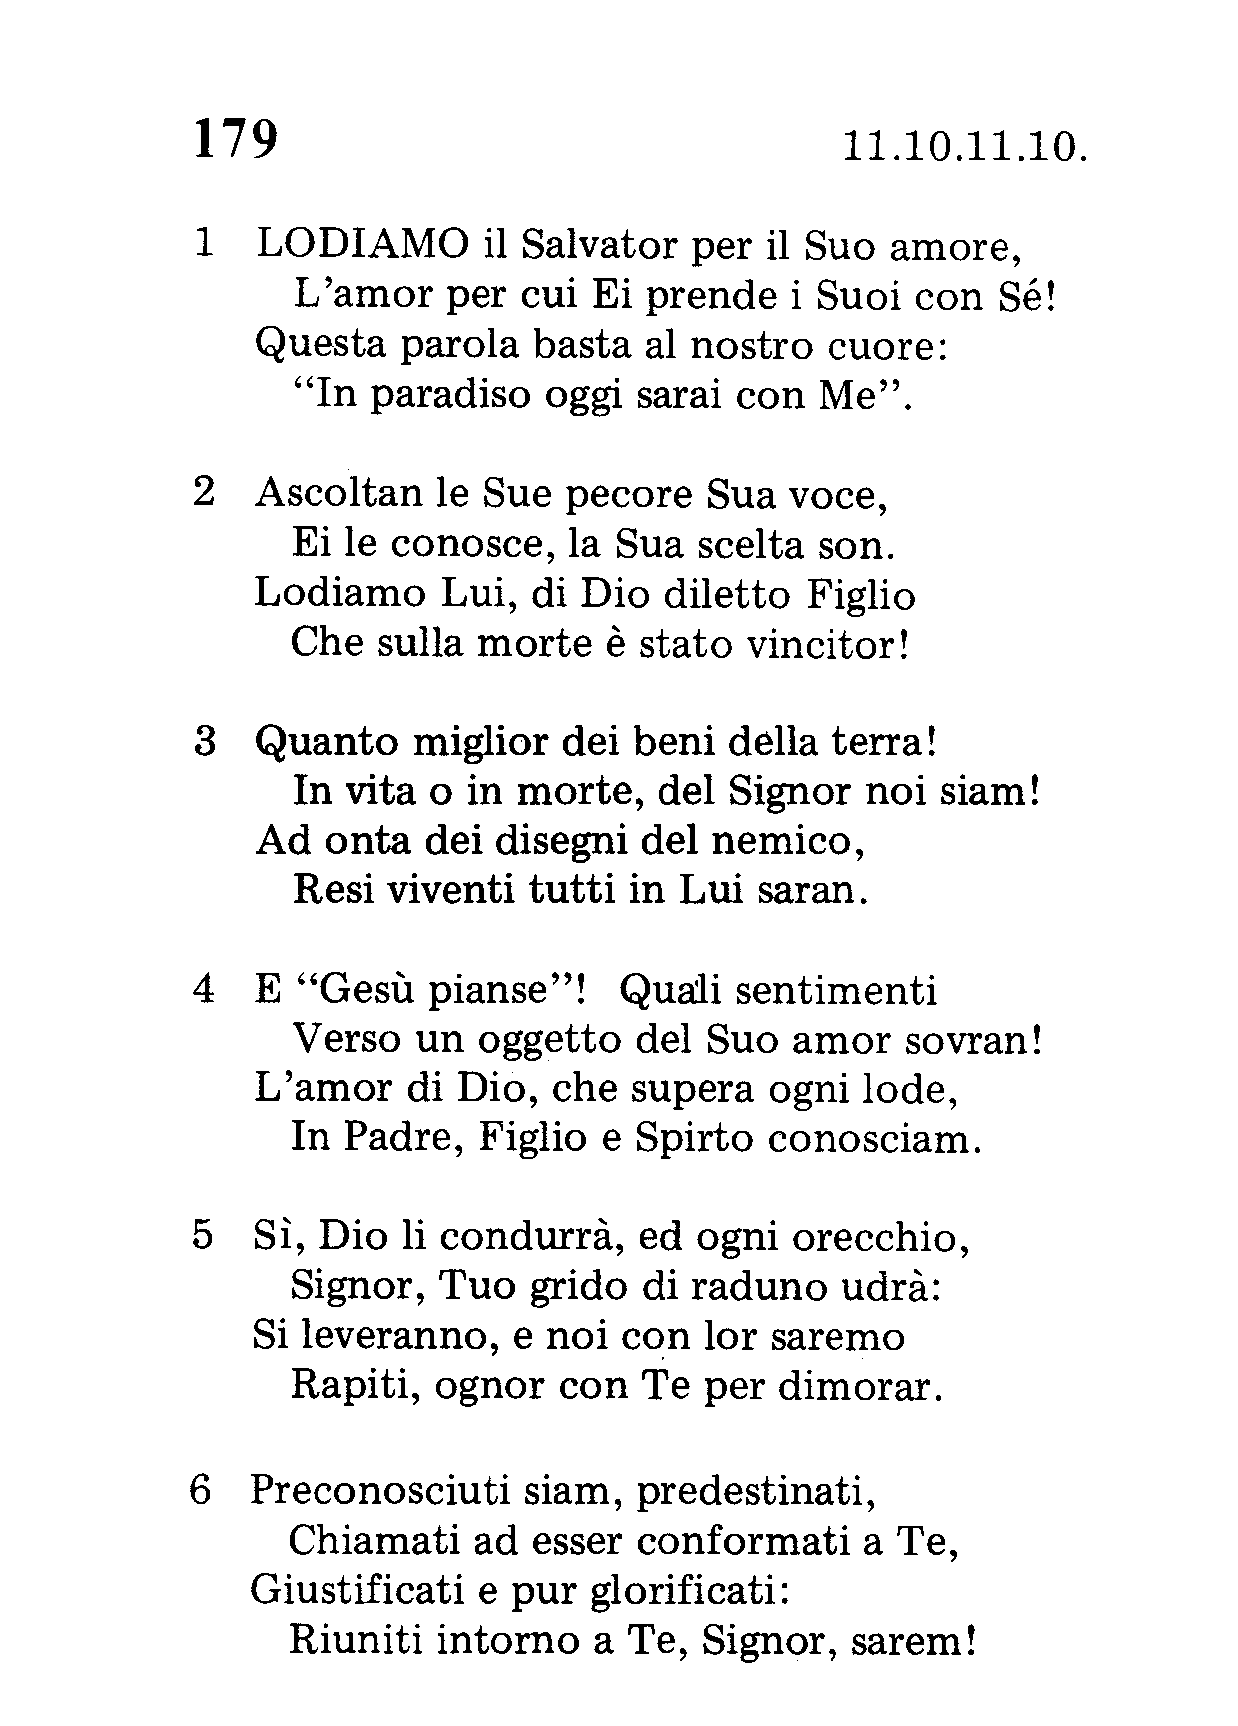 179 11.10.11.10.
1 LODIAMO il Salvator per il Suo amore,
L'amor per cui Ei prende i Suoi con Sé!
Questa parola basta al nostro cuore:
“In paradiso oggi sarai con Me”.
2 Ascoltan le Sue pecore Sua voce,
Ei le conosce, la Sua scelta son.
Lodiamo Lui, di Dio diletto Figlio
Che sulla morte è stato vincitor!
3 Quanto miglior dei beni della terra!
In vita o in morte, del Signor noi siam!
Ad onta dei disegni del nemico,
Resi viventi tutti in Lui saran.
4 E “Gesù pianse”! Quali sentimenti
Verso un oggetto del Suo amor sovran!
L'amor di Dio, che supera ogni lode,
In Padre, Figlio e Spirto conosciam.
5 Sì, Dio li condurrà, ed ogni orecchio,
Signor, Tuo grido di raduno udrà:
Si leveranno, e noi con lor saremo
Rapiti, ognor con Te per dimorar.
6 Preconosciuti siam, predestinati,
Chiamati ad esser conformati a Te,
Giustificati e pur glorificati:
Riuniti intorno a Te, Signor, sarem!